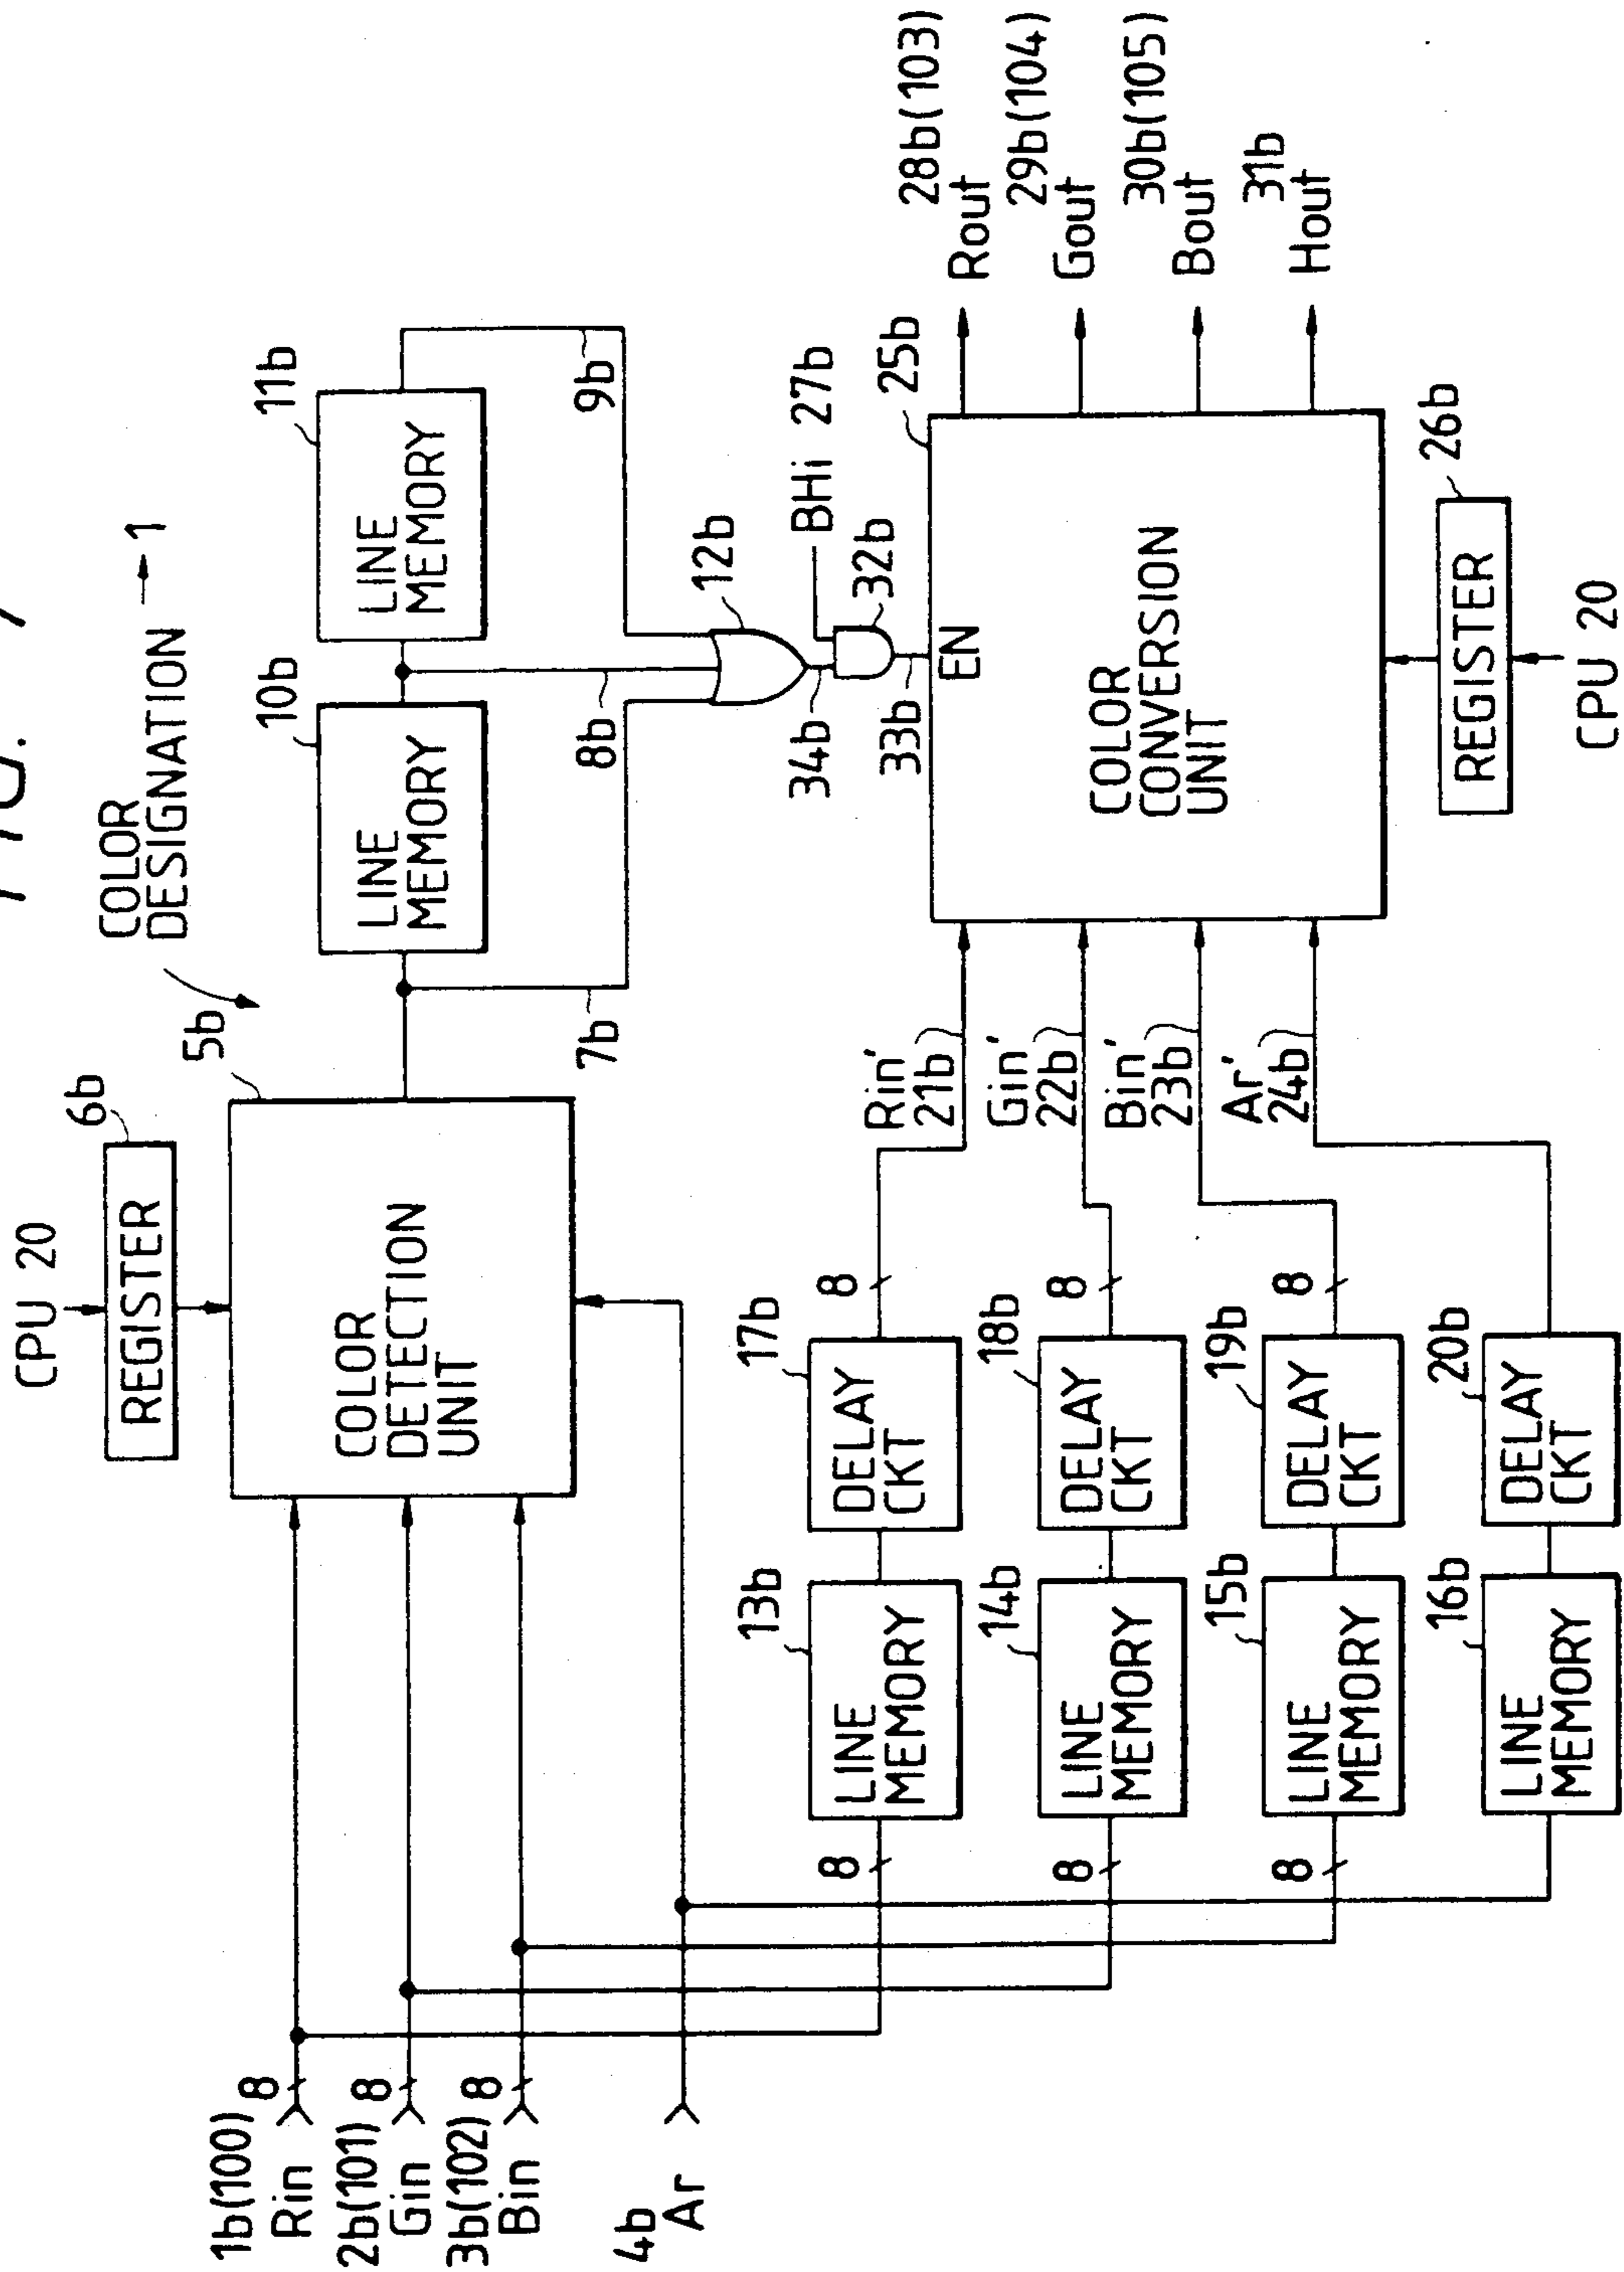 COLOR
DESIGNATION → 1
CPU 20
REGISTER
6b
5b
COLOR
DETECTION
UNIT
10b
LINE
MEMORY
11b
LINE
MEMORY
7b
8b
9b
12b
34b
BHi 27b
32b
33b
1b(100)
Rin
8
2b(101)
Gin
8
3b(102)
Bin
8
4b
Ar
8
13b
LINE
MEMORY
17b
DELAY
CKT
8
Rin'
21b
8
14b
LINE
MEMORY
18b
DELAY
CKT
8
Gin'
22b
8
15b
LINE
MEMORY
19b
DELAY
CKT
8
Bin'
23b
16b
LINE
MEMORY
20b
DELAY
CKT
Ar'
24b
EN
25b
COLOR
CONVERSION
UNIT
28b(103)
Rout
29b(104)
Gout
30b(105)
Bout
31b
Hout
26b
REGISTER
CPU 20